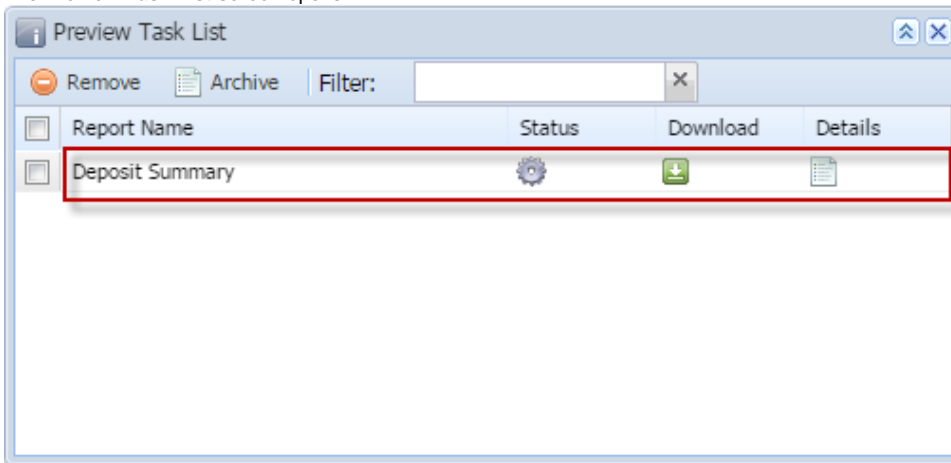 Preview Task List
Remove Archive Filter:
Report Name Status Download Details
Deposit Summary